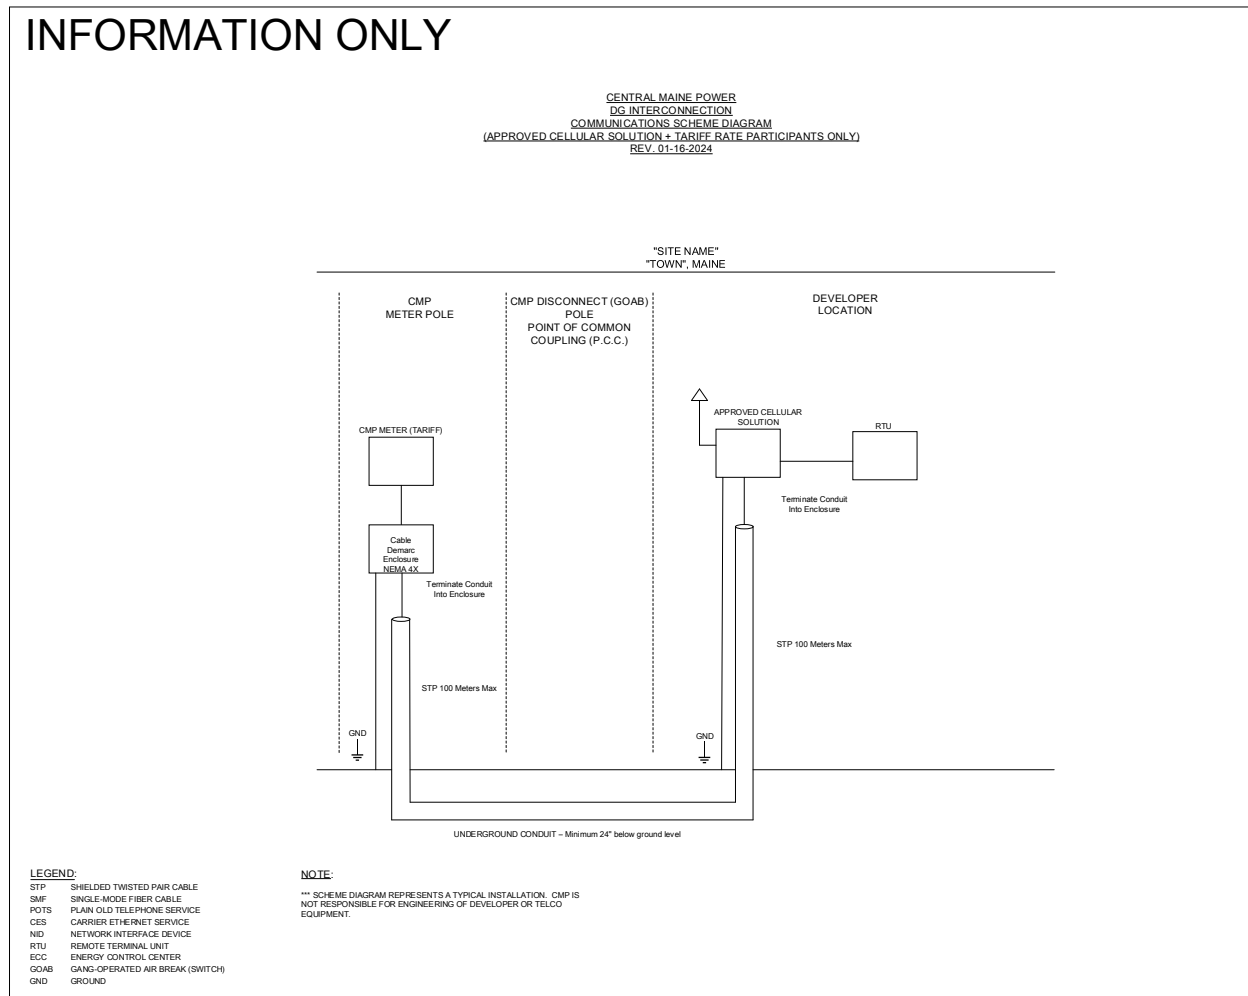 INFORMATION ONLY
CENTRAL MAINE POWER
DG INTERCONNECTION
COMMUNICATIONS SCHEME DIAGRAM
(APPROVED CELLULAR SOLUTION + TARIFF RATE PARTICIPANTS ONLY)
REV. 01-16-2024
"SITE NAME"
"TOWN", MAINE
CMP
METER POLE
CMP DISCONNECT (GOAB)
POLE
POINT OF COMMON
COUPLING (P.C.C.)
DEVELOPER
LOCATION
CMP METER (TARIFF)
APPROVED CELLULAR
SOLUTION
RTU
Terminate Conduit
Into Enclosure
Cable
Demarc
Enclosure
NEMA 4X
Terminate Conduit
Into Enclosure
STP 100 Meters Max
STP 100 Meters Max
GND
GND
UNDERGROUND CONDUIT – Minimum 24" below ground level
LEGEND:
STP SHIELDED TWISTED PAIR CABLE
SMF SINGLE-MODE FIBER CABLE
POTS PLAIN OLD TELEPHONE SERVICE
CES CARRIER ETHERNET SERVICE
NID NETWORK INTERFACE DEVICE
RTU REMOTE TERMINAL UNIT
ECC ENERGY CONTROL CENTER
GOAB GANG-OPERATED AIR BREAK (SWITCH)
GND GROUND
NOTE:
*** SCHEME DIAGRAM REPRESENTS A TYPICAL INSTALLATION. CMP IS
NOT RESPONSIBLE FOR ENGINEERING OF DEVELOPER OR TELCO
EQUIPMENT.